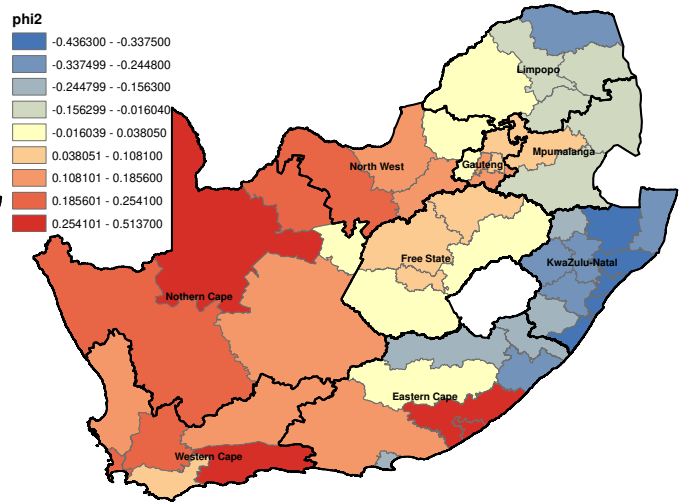 phi2
-0.436300 - -0.337500
-0.337499 - -0.244800
-0.244799 - -0.156300
-0.156299 - -0.016040
-0.016039 - -0.038050
0.038051 - 0.108100
0.108101 - 0.185600
0.185601 - 0.254100
0.254101 - 0.513700
Limpopo
North West
Gauteng
Mpumalanga
Free State
KwaZulu-Natal
Nothern Cape
Eastern Cape
Western Cape